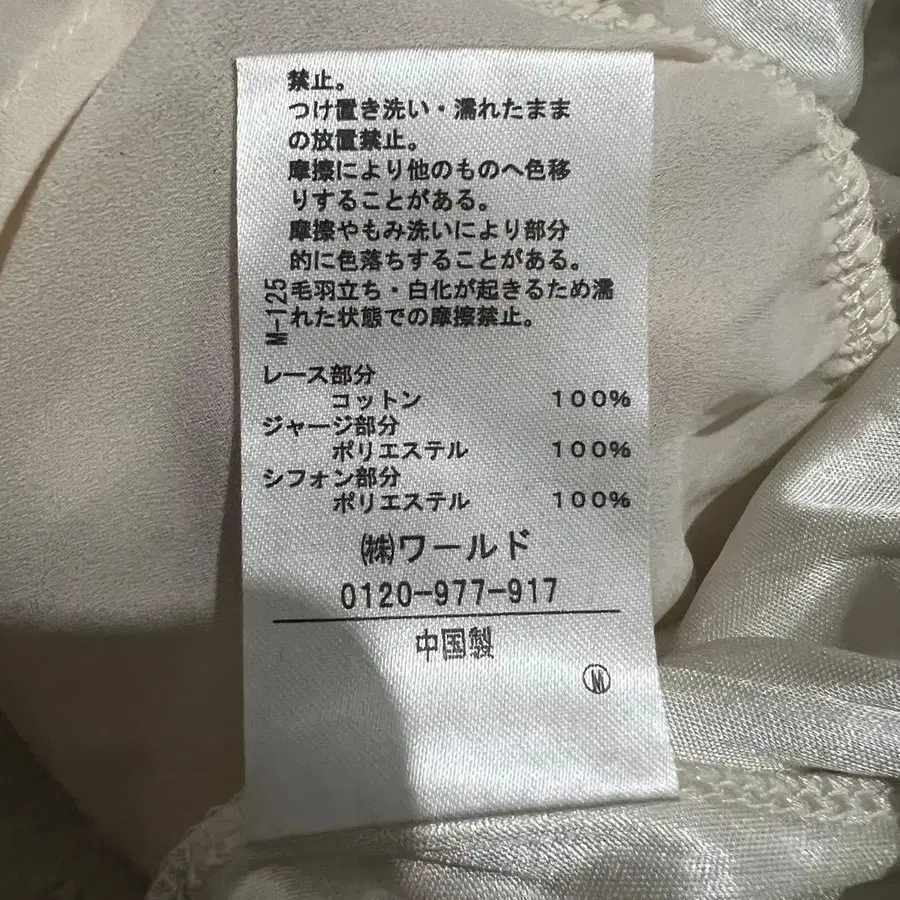 禁止。
つけ置き洗い・濡れたまま
の放置禁止。
摩擦により他のものへ色移
りすることがある。
摩擦やもみ洗いにより部分
的に色落ちすることがある。
毛羽立ち・白化が起きるため濡
れた状態での摩擦禁止。
M-125
レース部分
コットン 100%
ジャージ部分
ポリエステル 100%
シフォン部分
ポリエステル 100%
㈱ワールド
0120-977-917
中国製
Ⓜ